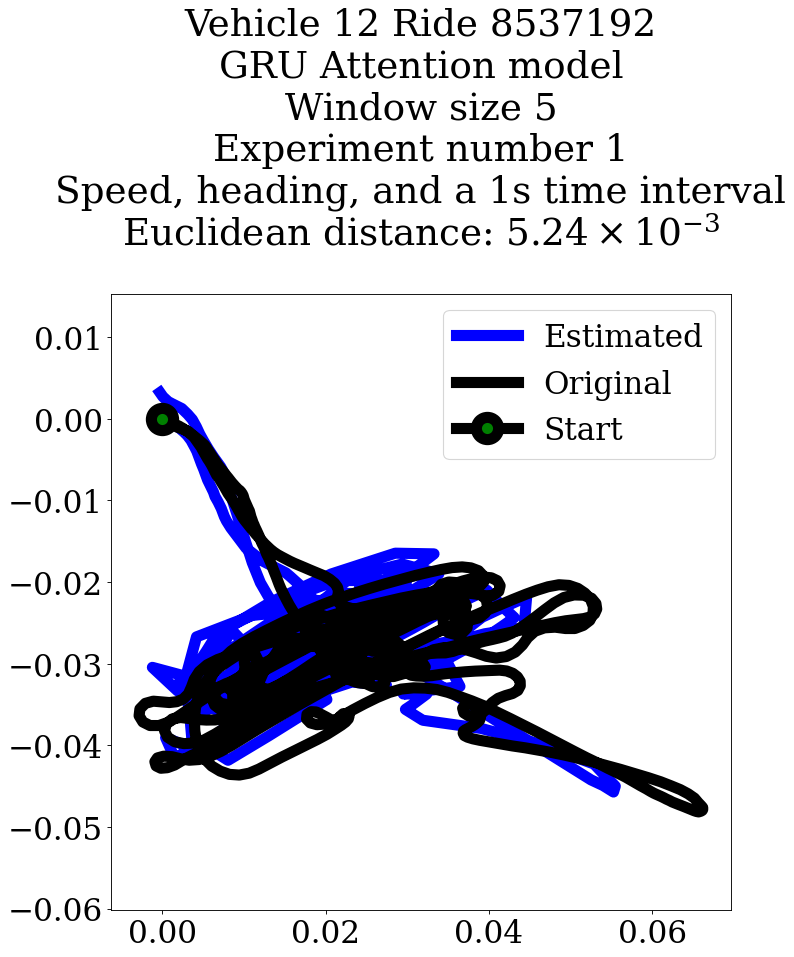 Vehicle 12 Ride 8537192
GRU Attention model
Window size 5
Experiment number 1
Speed, heading, and a 1s time interval
Euclidean distance: 5.24 × 10⁻³
Estimated
Original
Start
0.01
0.00
−0.01
−0.02
−0.03
−0.04
−0.05
−0.06
0.00 0.02 0.04 0.06